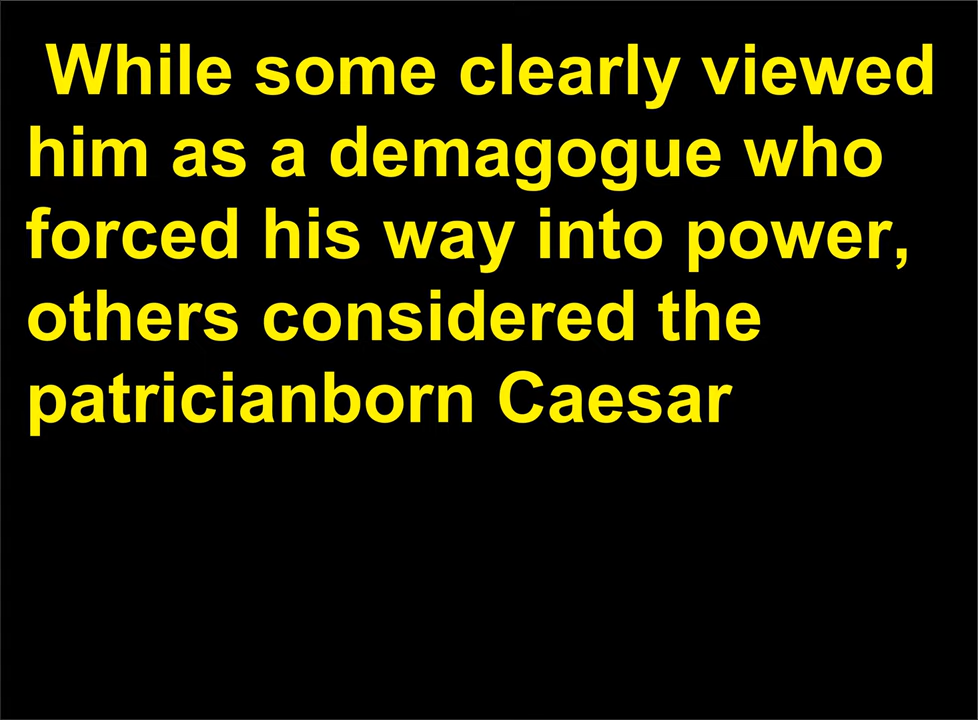 While some clearly viewed
him as a demagogue who
forced his way into power,
others considered the
patricianborn Caesar